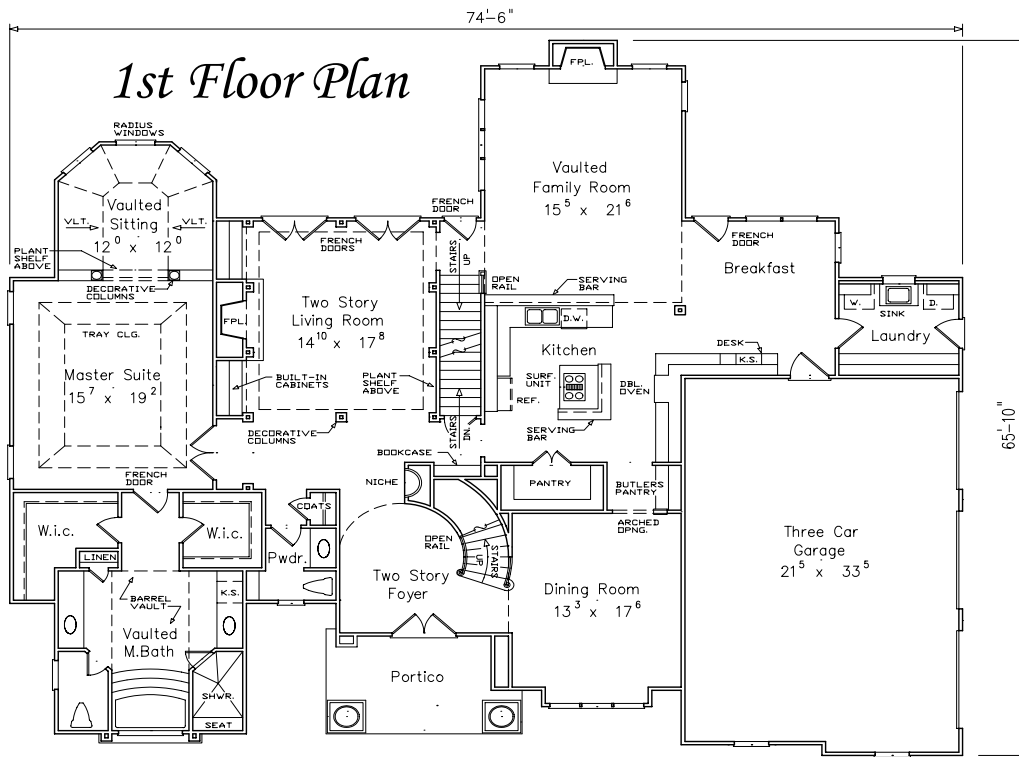 74'-6"
1st Floor Plan
FPL.
RADIUS
WINDOWS
Vaulted
Family Room
15⁵ x 21⁶
Vaulted
Sitting
12⁰ x 12⁰
VLT.
VLT.
PLANT
SHELF
ABOVE
DECORATIVE
COLUMNS
FRENCH
DOORS
FRENCH
DOOR
STAIRS
UP
FRENCH
DOOR
Breakfast
OPEN
RAIL
SERVING
BAR
W.
D.
SINK
Laundry
TRAY CLG.
FPL.
Two Story
Living Room
14¹⁰ x 17⁸
D.W.
Kitchen
DESK
K.S.
Master Suite
15⁷ x 19²
BUILT-IN
CABINETS
PLANT
SHELF
ABOVE
SURF.
UNIT
REF.
DBL.
OVEN
SERVING
BAR
DECORATIVE
COLUMNS
STAIRS
DN.
65'-10"
BOOKCASE
FRENCH
DOOR
NICHE
PANTRY
BUTLERS
PANTRY
ARCHED
OPNG.
W.i.c.
W.i.c.
COATS
OPEN
RAIL
STAIRS
UP
LINEN
Pwdr.
Three Car
Garage
21⁵ x 33⁵
Two Story
Foyer
Dining Room
13³ x 17⁶
K.S.
BARREL
VAULT
Vaulted
M.Bath
Portico
SHWR.
SEAT